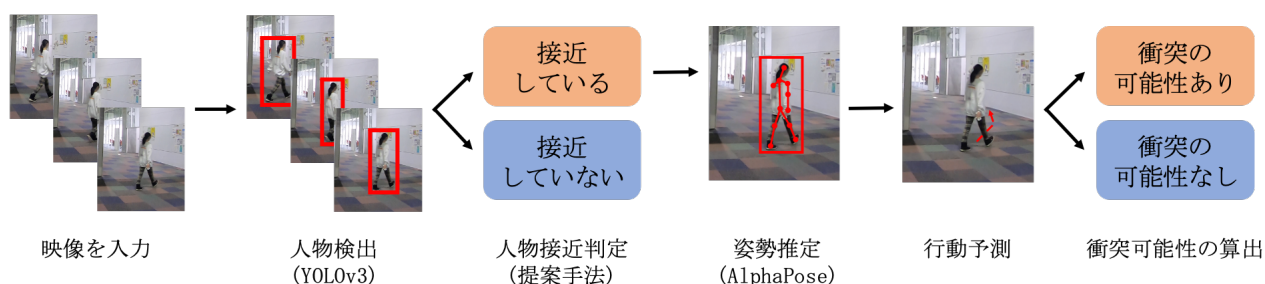 接近
している
接近
していない
衝突の
可能性あり
衝突の
可能性なし
映像を入力
人物検出
(YOLOv3)
人物接近判定
(提案手法)
姿勢推定
(AlphaPose)
行動予測
衝突可能性の算出